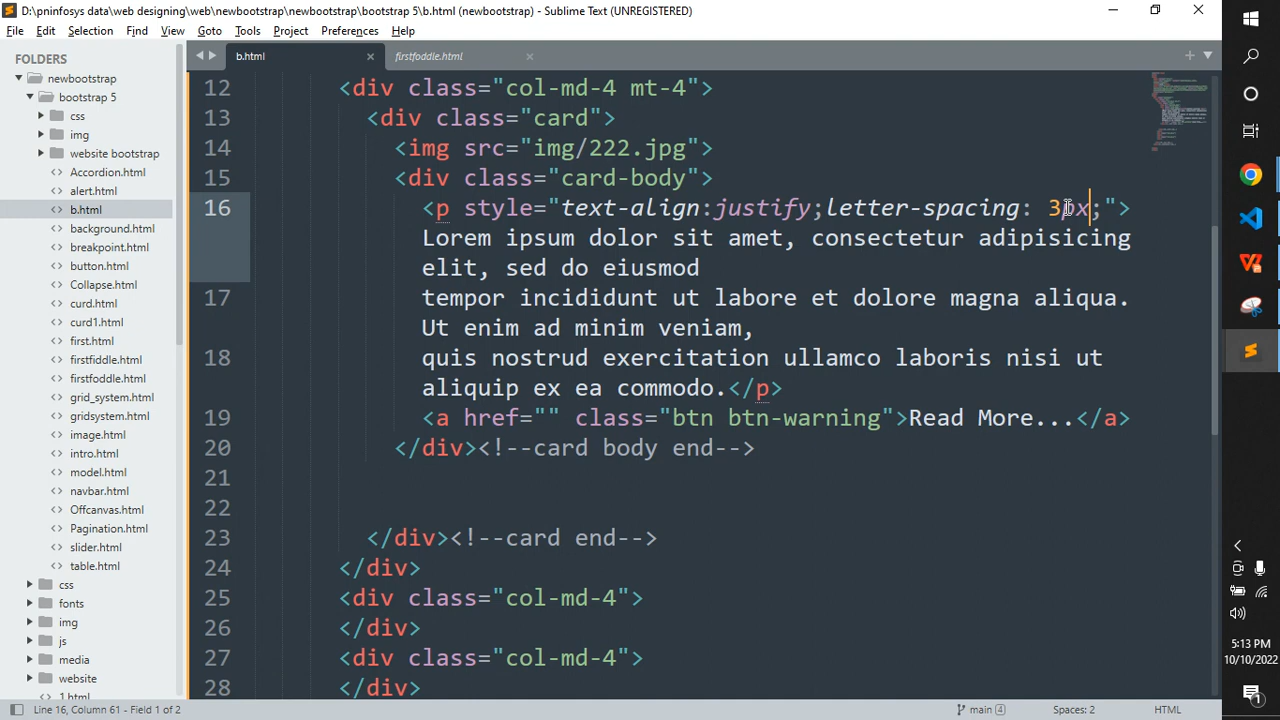 D:\pninfosys data\web designing\web\newbootstrap\bootstrap 5\b.html (newbootstrap) - Sublime Text (UNREGISTERED)
File Edit Selection Find View Goto Tools Project Preferences Help
FOLDERS
newbootstrap
bootstrap 5
css
img
website bootstrap
Accordion.html
alert.html
b.html
background.html
breakpoint.html
button.html
Collapse.html
curd.html
curd1.html
first.html
firstfiddle.html
firstfoddle.html
grid_system.html
gridsystem.html
image.html
intro.html
model.html
navbar.html
Offcanvas.html
Pagination.html
slider.html
table.html
css
fonts
img
js
media
website
1.html
b.html
firstfoddle.html
12 <div class="col-md-4 mt-4">
13 <div class="card">
14 <img src="img/222.jpg">
15 <div class="card-body">
16 <p style="text-align:justify;letter-spacing: 3px;">
Lorem ipsum dolor sit amet, consectetur adipisicing
elit, sed do eiusmod
17 tempor incididunt ut labore et dolore magna aliqua.
Ut enim ad minim veniam,
18 quis nostrud exercitation ullamco laboris nisi ut
aliquip ex ea commodo.</p>
19 <a href="" class="btn btn-warning">Read More...</a>
20 </div><!--card body end-->
21
22
23 </div><!--card end-->
24 </div>
25 <div class="col-md-4">
26 </div>
27 <div class="col-md-4">
28 </div>
Line 16, Column 61 - Field 1 of 2
main 4
Spaces: 2
HTML
5:13 PM
10/10/2022
1